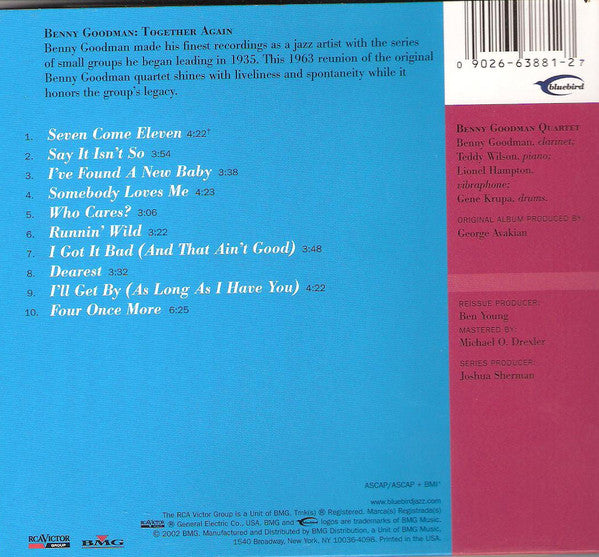 BENNY GOODMAN: TOGETHER AGAIN
Benny Goodman made his finest recordings as a jazz artist with the series
of small groups he began leading in 1935. This 1963 reunion of the original
Benny Goodman quartet shines with liveliness and spontaneity while it
honors the group's legacy.
1. Seven Come Eleven 4:22†
2. Say It Isn't So 3:54
3. I've Found A New Baby 3:38
4. Somebody Loves Me 4:23
5. Who Cares? 3:06
6. Runnin' Wild 3:22
7. I Got It Bad (And That Ain't Good) 3:48
8. Dearest 3:32
9. I'll Get By (As Long As I Have You) 4:22
10. Four Once More 6:25
0 09026-63881-2 7
bluebird
BENNY GOODMAN QUARTET
Benny Goodman, clarinet;
Teddy Wilson, piano;
Lionel Hampton,
vibraphone;
Gene Krupa, drums.
ORIGINAL ALBUM PRODUCED BY:
George Avakian
REISSUE PRODUCER:
Ben Young
MASTERED BY:
Michael O. Drexler
SERIES PRODUCER:
Joshua Sherman
ASCAP/ASCAP + BMI†
www.bluebirdjazz.com
The RCA Victor Group is a Unit of BMG. Tmk(s) ® Registered. Marca(s) Registrada(s)
RCAVICTOR ® General Electric Co., USA. BMG and bluebird logos are trademarks of BMG Music.
© 2002 BMG. Manufactured and Distributed by BMG Distribution, a Unit of BMG Music.
1540 Broadway, New York, NY 10036-4098. Printed in the USA.
RCAVICTOR
GROUP
BMG